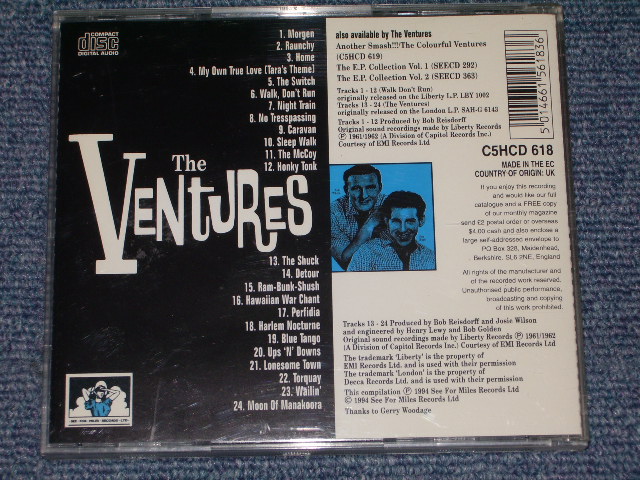 COMPACT
disc
DIGITAL AUDIO
1. Morgen
2. Raunchy
3. Home
4. My Own True Love (Tara's Theme)
5. The Switch
6. Walk, Don't Run
7. Night Train
8. No Tresspassing
9. Caravan
10. Sleep Walk
11. The McCoy
12. Honky Tonk
The
VENTURES
13. The Shuck
14. Detour
15. Ram-Bunk-Shush
16. Hawaiian War Chant
17. Perfidia
18. Harlem Nocturne
19. Blue Tango
20. Ups 'N' Downs
21. Lonesome Town
22. Torquay
23. Wailin'
24. Moon Of Manakoora
SEE FOR MILES RECORDS LTD.
also available by The Ventures
Another Smash!!!/The Colourful Ventures
(C5HCD 619)
The E.P. Collection Vol. 1 (SEECD 292)
The E.P. Collection Vol. 2 (SEECD 363)
Tracks 1 - 12 (Walk Don't Run)
originally released on the Liberty L.P. LBY 1002
Tracks 13 - 24 (The Ventures)
originally released on the London L.P. SAH-G 6143
Tracks 1 - 12 Produced by Bob Reisdorff
Original sound recordings made by Liberty Records
Ⓟ 1961/1962 (A Division of Capitol Records Inc.)
Courtesy of EMI Records Ltd
5 014661 561836
C5HCD 618
MADE IN THE EC
COUNTRY OF ORIGIN: UK
If you enjoy this recording
and would like our full
catalogue and a FREE copy
of our monthly magazine
send £2 postal order or overseas
$4.00 cash and also enclose a
large self-addressed envelope to
PO Box 328, Maidenhead,
Berkshire, SL6 2NE, England
All rights of the manufacturer and
of the recorded work reserved.
Unauthorised public performance,
broadcasting and copying
of this work prohibited.
Tracks 13 - 24 Produced by Bob Reisdorff and Josie Wilson
and engineered by Henry Lewy and Bob Golden
Original sound recordings made by Liberty Records Ⓟ 1961/1962
(A Division of Capitol Records Inc.) Courtesy of EMI Records Ltd
The trademark 'Liberty' is the property of
EMI Records Ltd. and is used with their permission
The trademark 'London' is the property of
Decca Records Ltd. and is used with their permission
This compilation Ⓟ 1994 See For Miles Records Ltd
© 1994 See For Miles Records Ltd
Thanks to Gerry Woodage